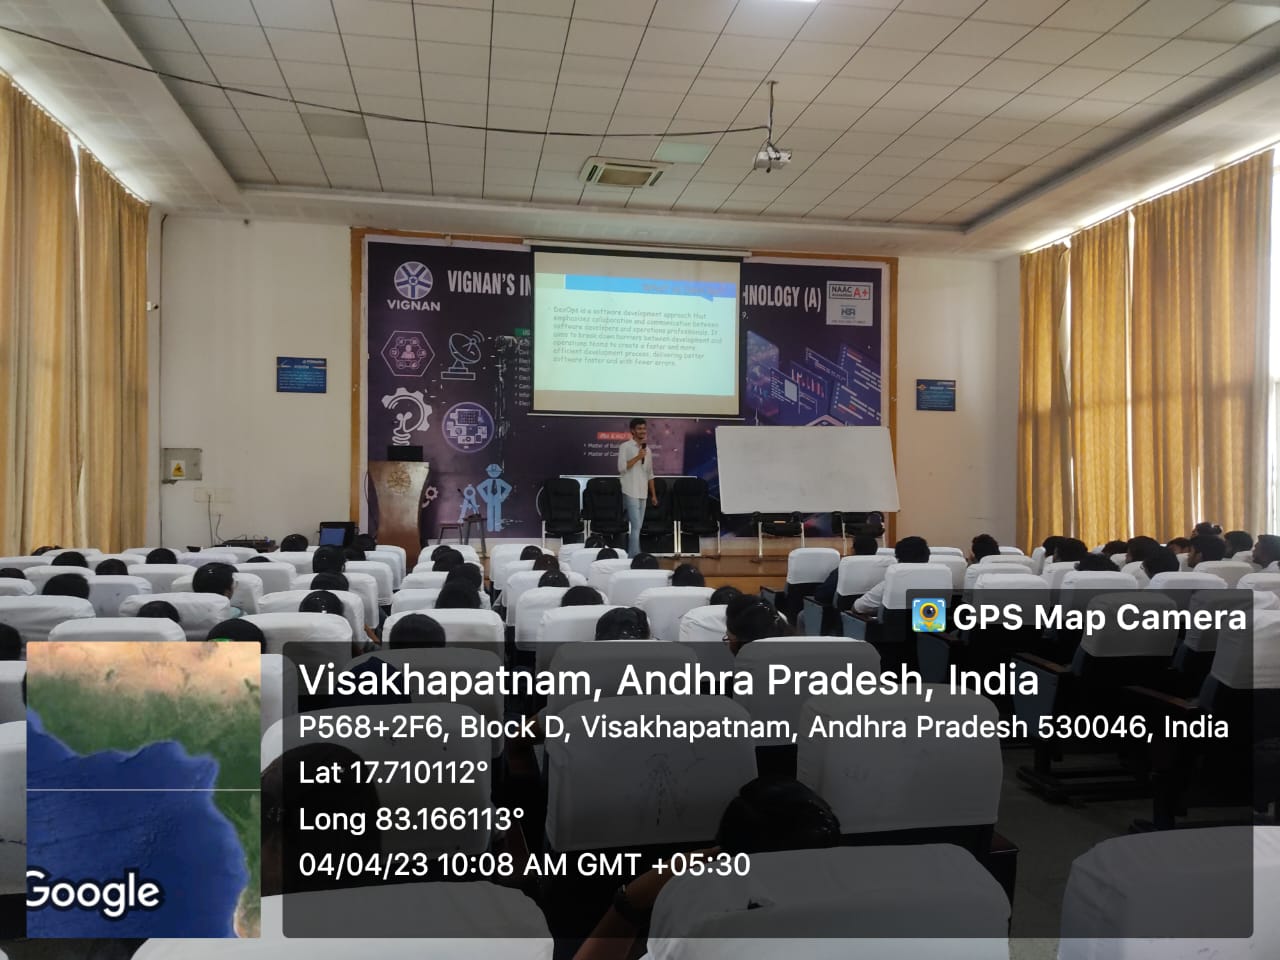 VIGNAN'S IN
HNOLOGY (A)
VIGNAN
NAAC
A+
DevOps is a software development approach that
emphasizes collaboration and communication between
software developers and operations professionals. It
aims to break down barriers between development and
operations teams to create a faster and more
efficient development process, delivering better
software faster and with fewer errors.
GPS Map Camera
Visakhapatnam, Andhra Pradesh, India
P568+2F6, Block D, Visakhapatnam, Andhra Pradesh 530046, India
Lat 17.710112°
Long 83.166113°
04/04/23 10:08 AM GMT +05:30
Google